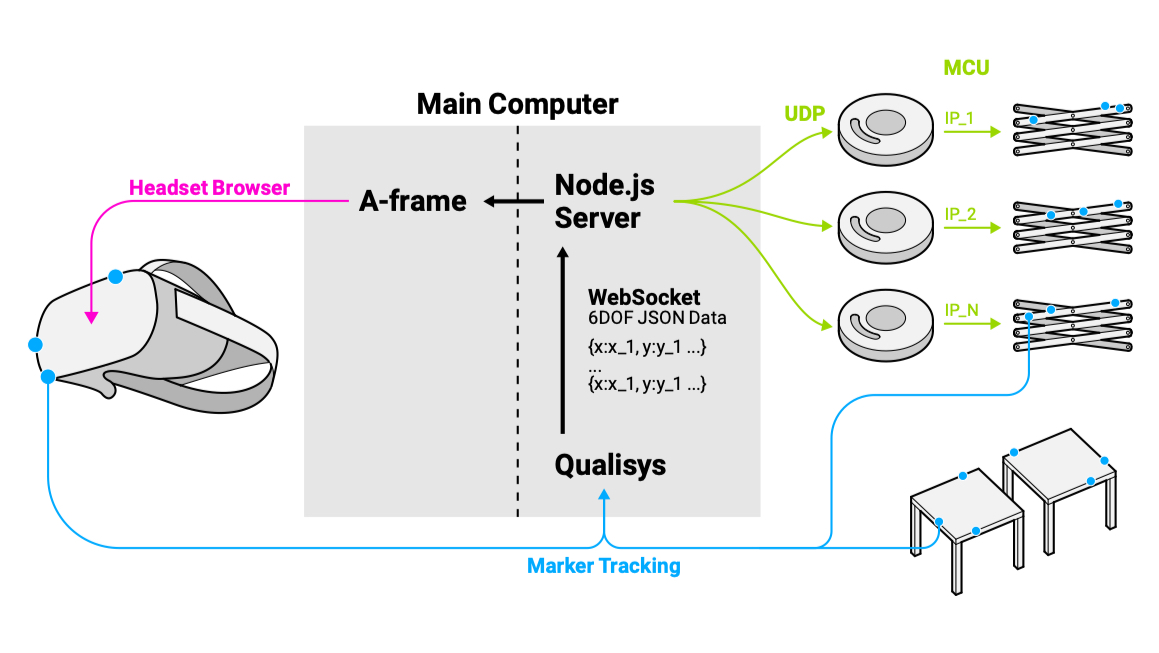 MCU
Main Computer
UDP
IP_1
Headset Browser
A-frame
Node.js
Server
IP_2
WebSocket
6DOF JSON Data
{x:x_1, y:y_1 ...}
...
{x:x_1, y:y_1 ...}
IP_N
Qualisys
Marker Tracking